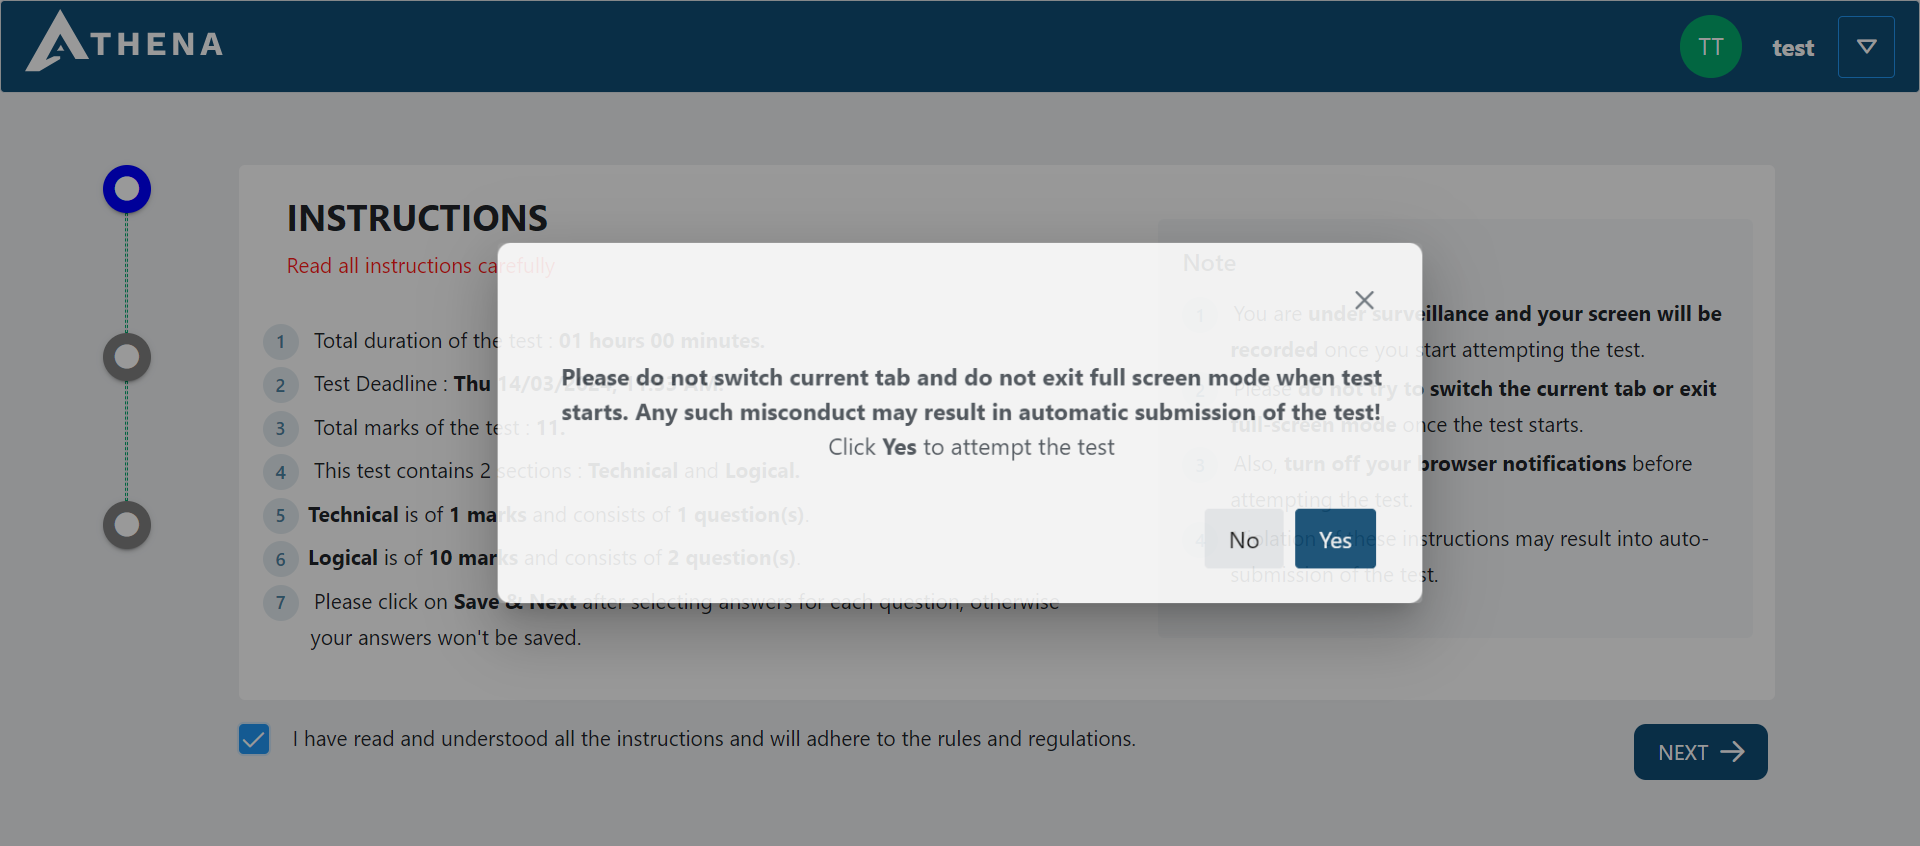 ATHENA
TT
test
INSTRUCTIONS
Read all instructions carefully
1 Total duration of the test : 01 hours 00 minutes.
2 Test Deadline : Thu 14/03/2024, 11:55 AM.
3 Total marks of the test : 11.
4 This test contains 2 sections : Technical and Logical.
5 Technical is of 1 marks and consists of 1 question(s).
6 Logical is of 10 marks and consists of 2 question(s).
7 Please click on Save & Next after selecting answers for each question, otherwise
your answers won't be saved.
Note
1 You are under surveillance and your screen will be
recorded once you start attempting the test.
2 Please do not try to switch the current tab or exit
full-screen mode once the test starts.
3 Also, turn off your browser notifications before
attempting the test.
4 Violation of these instructions may result into auto-
submission of the test.
Please do not switch current tab and do not exit full screen mode when test
starts. Any such misconduct may result in automatic submission of the test!
Click Yes to attempt the test
No
Yes
I have read and understood all the instructions and will adhere to the rules and regulations.
NEXT